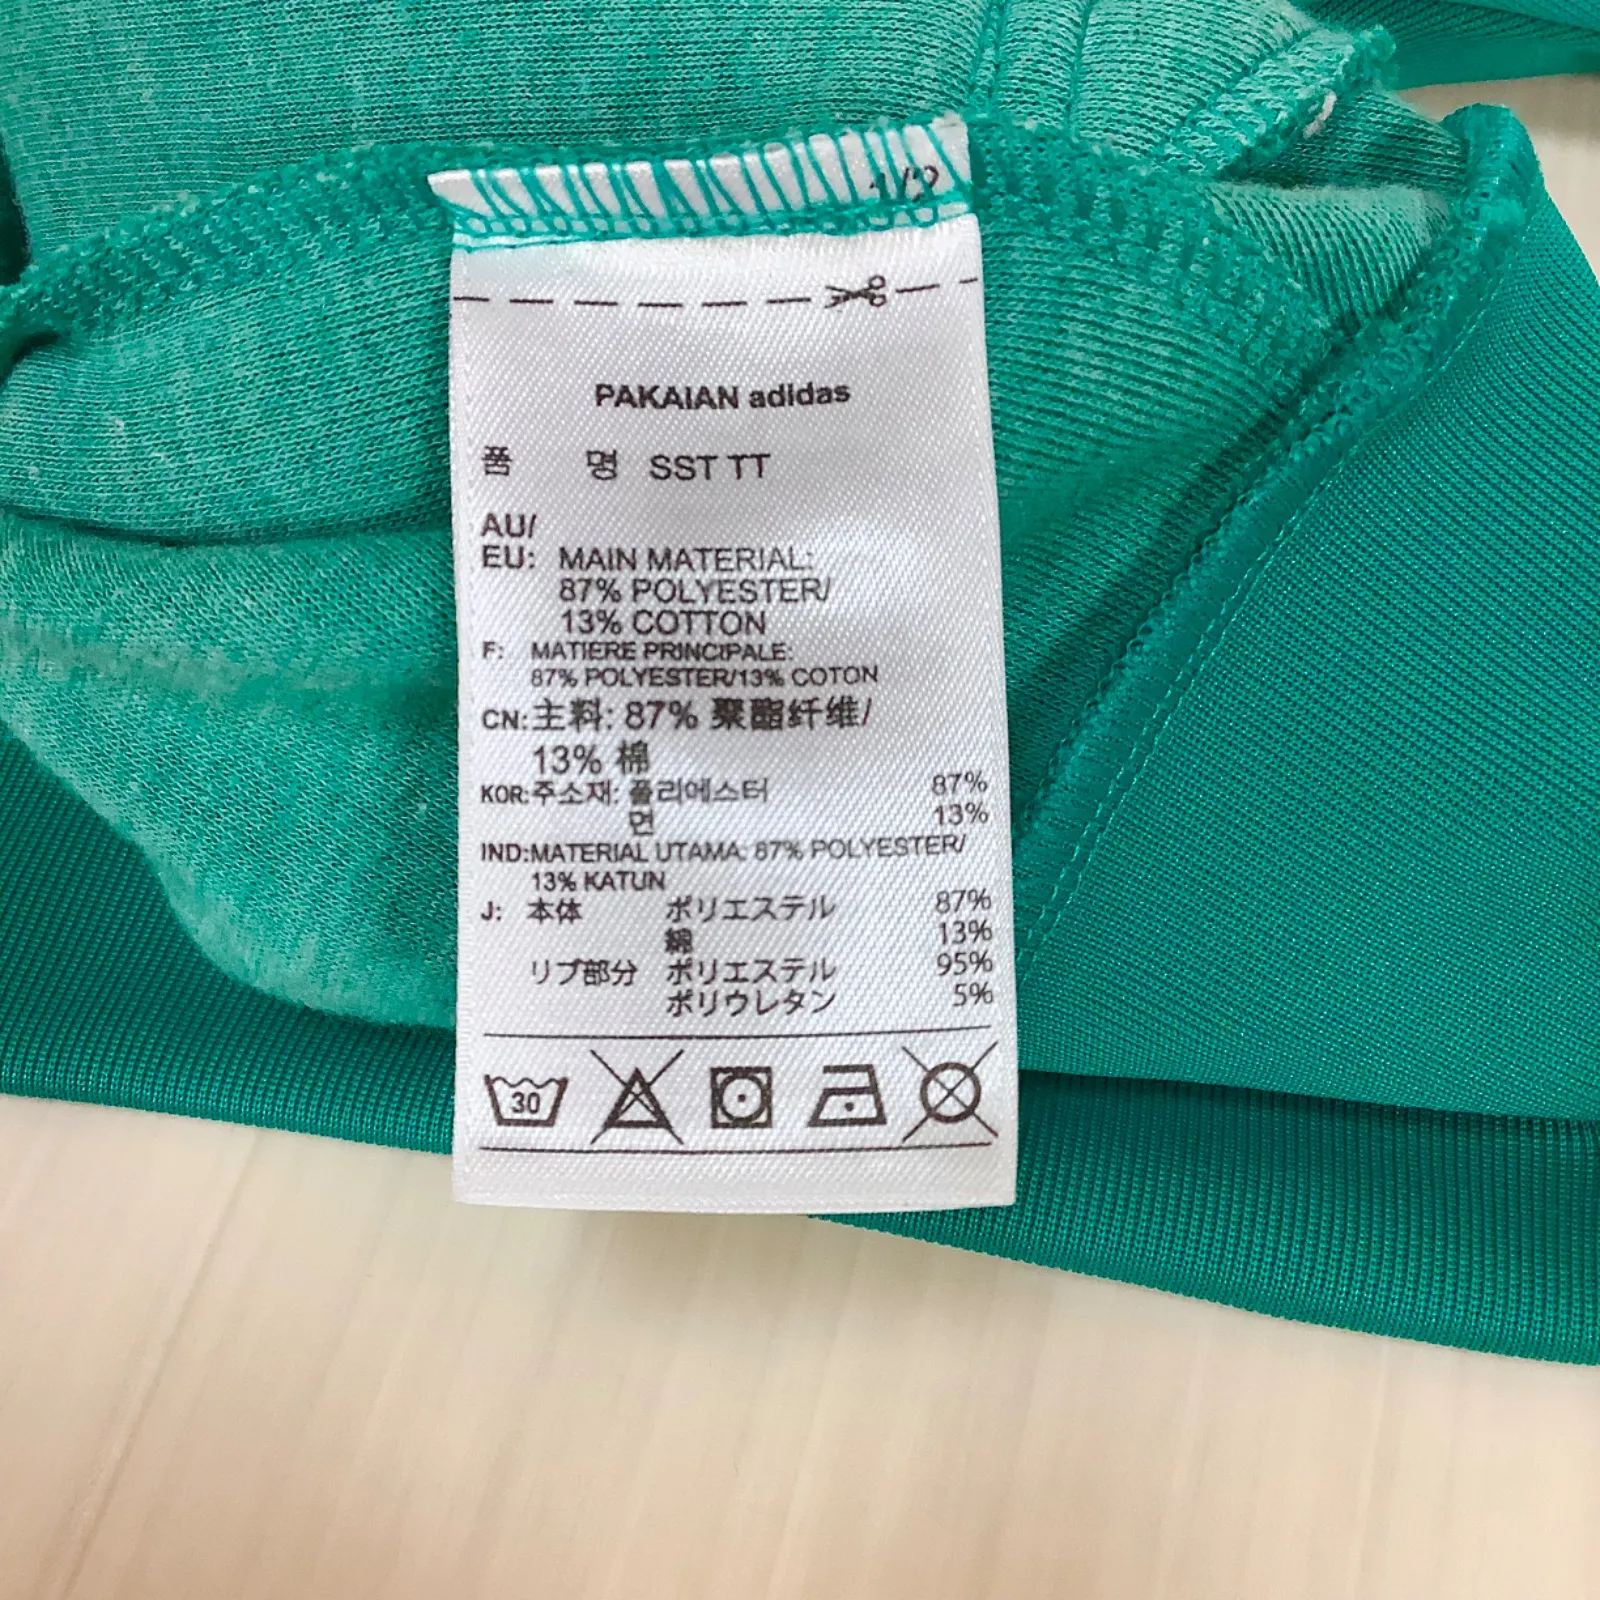 1/2
PAKAIAN adidas
품 명 SST TT
AU/
EU: MAIN MATERIAL:
87% POLYESTER/
13% COTTON
F: MATIERE PRINCIPALE:
87% POLYESTER/13% COTON
CN:主料: 87% 聚酯纤维/
13% 棉
KOR:주소재: 폴리에스터 87%
면 13%
IND:MATERIAL UTAMA: 87% POLYESTER/
13% KATUN
J: 本体 ポリエステル 87%
綿 13%
リブ部分 ポリエステル 95%
ポリウレタン 5%
30